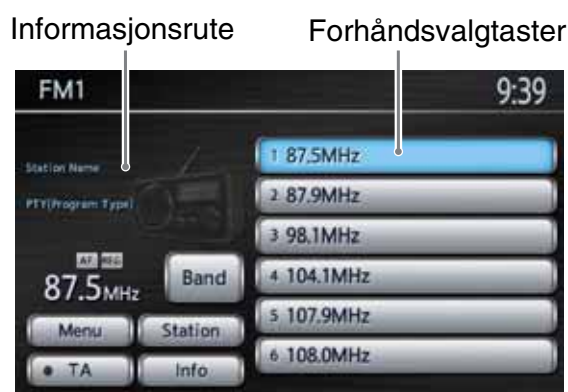 Informasjonsrute
Forhåndsvalgtaster
FM1
9:39
Station Name
PTY(Program Type)
AF REG
87.5MHz
Band
Menu
Station
TA
Info
1 87.5MHz
2 87.9MHz
3 98.1MHz
4 104.1MHz
5 107.9MHz
6 108.0MHz